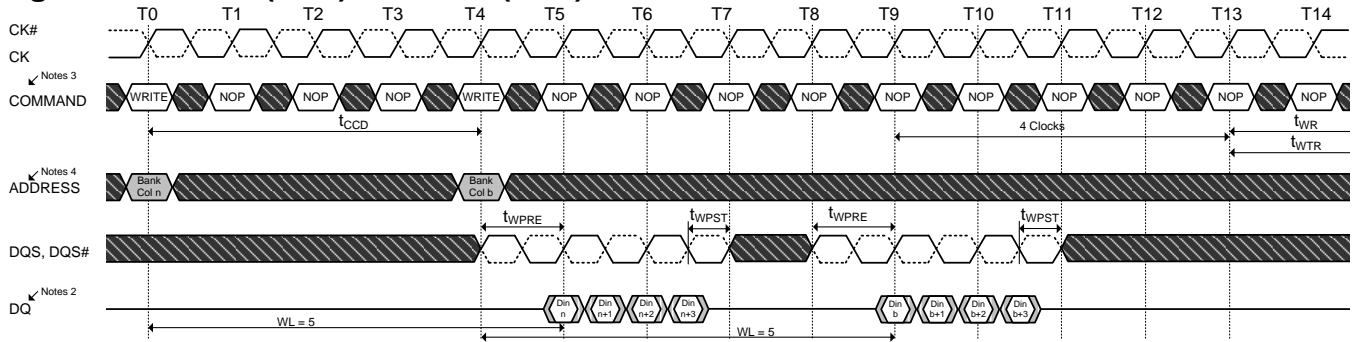 T0 T1 T2 T3 T4 T5 T6 T7 T8 T9 T10 T11 T12 T13 T14
CK#
CK
Notes 3
COMMAND WRITE NOP NOP NOP WRITE NOP NOP NOP NOP NOP NOP NOP NOP NOP NOP
tCCD 4 Clocks tWR
tWTR
Notes 4
ADDRESS Bank Col n Bank Col b
tWPRE tWPST tWPRE tWPST
DQS, DQS#
Notes 2
DQ Din n Din n+1 Din n+2 Din n+3 Din b Din b+1 Din b+2 Din b+3
WL = 5 WL = 5